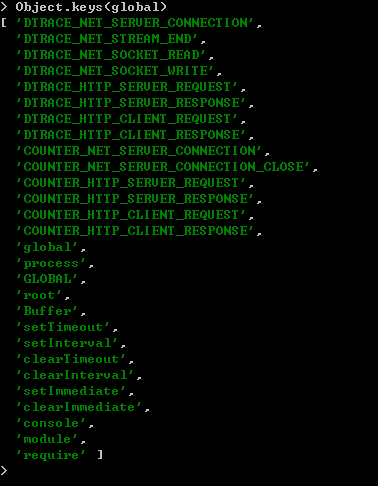 > Object.keys(global)
[ 'DTRACE_NET_SERVER_CONNECTION',
'DTRACE_NET_STREAM_END',
'DTRACE_NET_SOCKET_READ',
'DTRACE_NET_SOCKET_WRITE',
'DTRACE_HTTP_SERVER_REQUEST',
'DTRACE_HTTP_SERVER_RESPONSE',
'DTRACE_HTTP_CLIENT_REQUEST',
'DTRACE_HTTP_CLIENT_RESPONSE',
'COUNTER_NET_SERVER_CONNECTION',
'COUNTER_NET_SERVER_CONNECTION_CLOSE',
'COUNTER_HTTP_SERVER_REQUEST',
'COUNTER_HTTP_SERVER_RESPONSE',
'COUNTER_HTTP_CLIENT_REQUEST',
'COUNTER_HTTP_CLIENT_RESPONSE',
'global',
'process',
'GLOBAL',
'root',
'Buffer',
'setTimeout',
'setInterval',
'clearTimeout',
'clearInterval',
'setImmediate',
'clearImmediate',
'console',
'module',
'require' ]
>